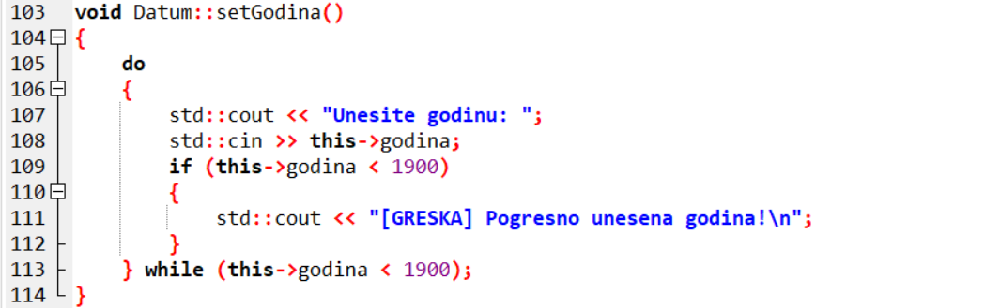 103 void Datum::setGodina()
104 {
105 do
106 {
107 std::cout << "Unesite godinu: ";
108 std::cin >> this->godina;
109 if (this->godina < 1900)
110 {
111 std::cout << "[GRESKA] Pogresno unesena godina!\n";
112 }
113 } while (this->godina < 1900);
114 }